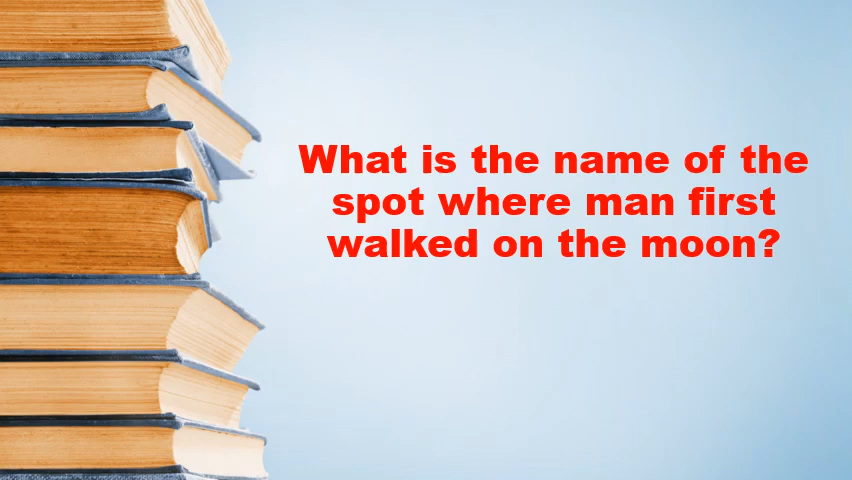 What is the name of the
spot where man first
walked on the moon?